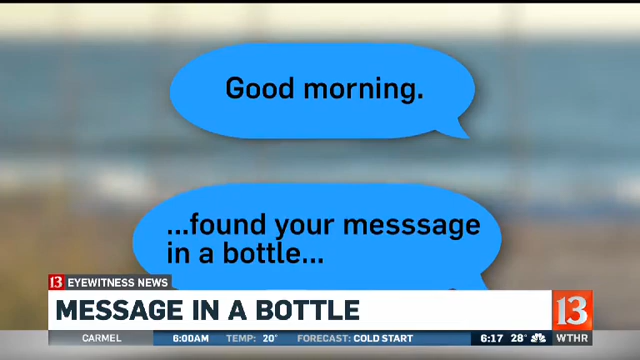 Good morning.
...found your messsage
in a bottle...
13 EYEWITNESS NEWS
MESSAGE IN A BOTTLE
13
CARMEL 6:00AM TEMP: 20° FORECAST: COLD START 6:17 28° WTHR